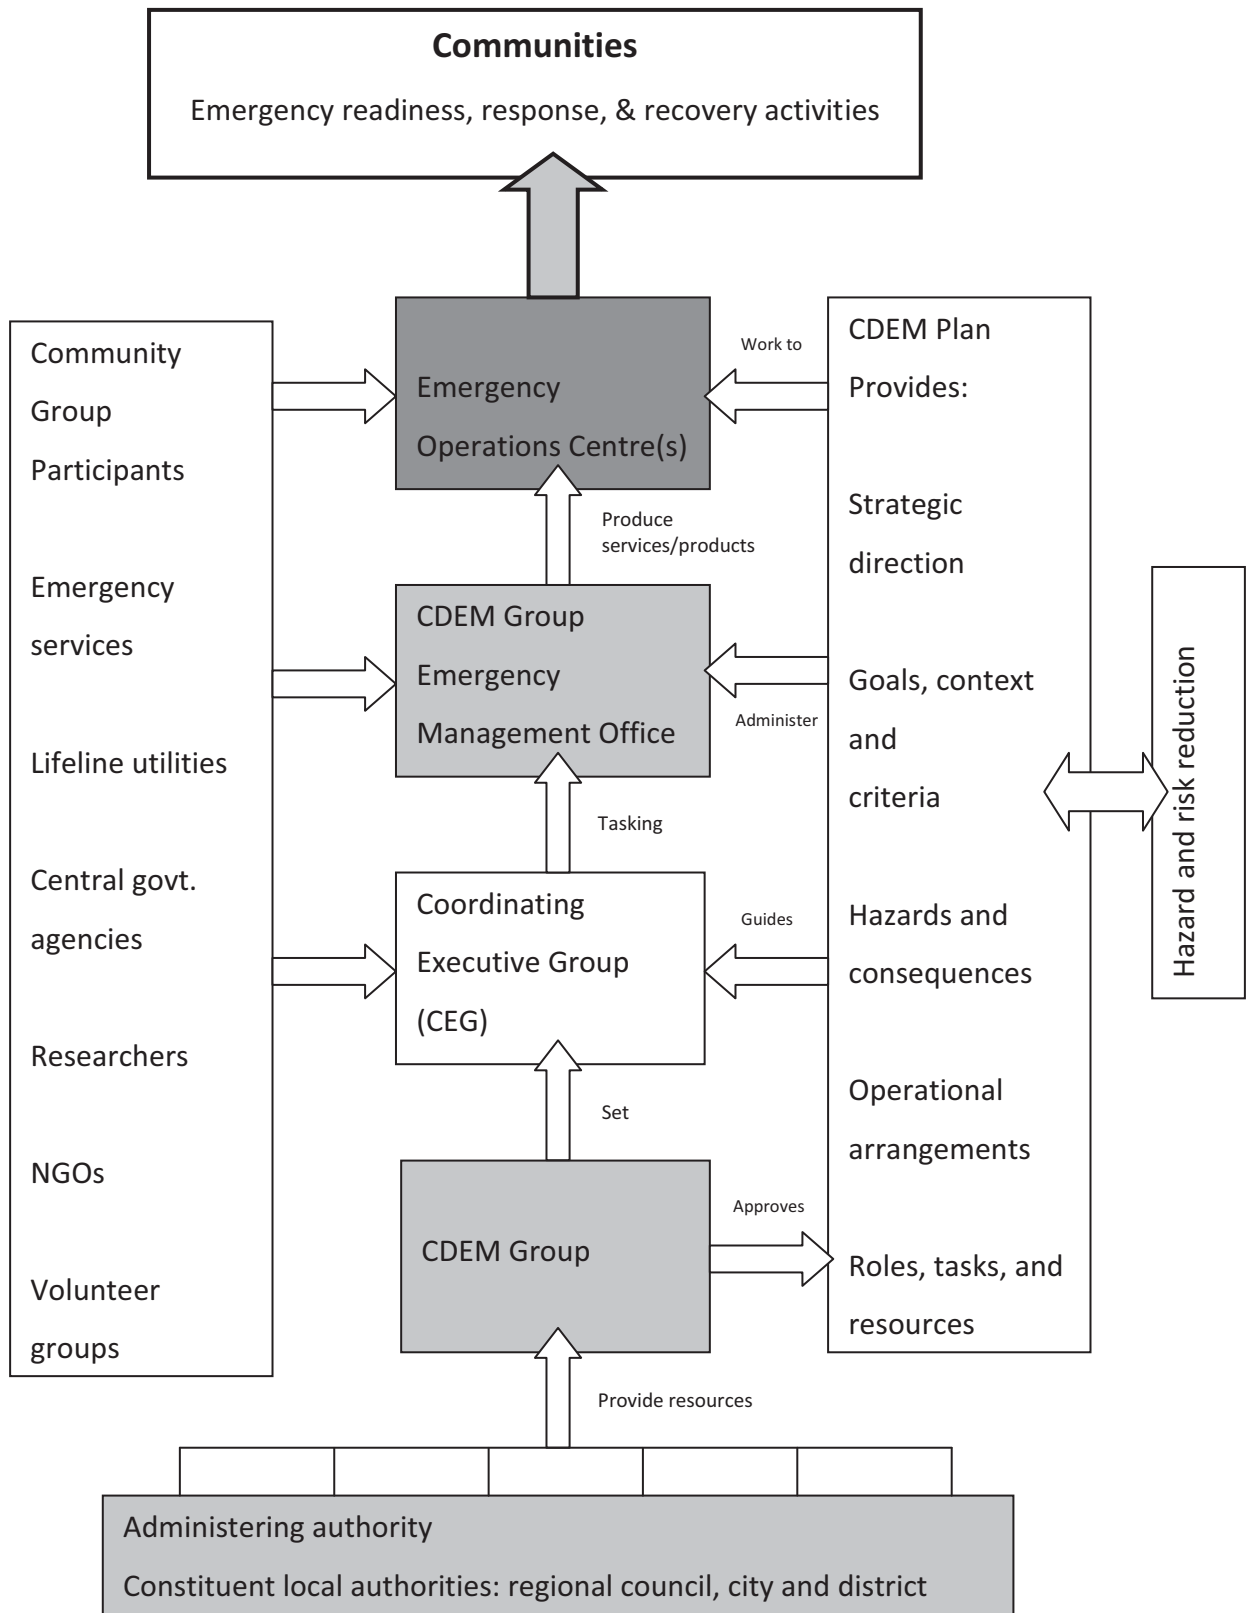 Communities
Emergency readiness, response, & recovery activities
Community
Group
Participants
Emergency
services
Lifeline utilities
Central govt.
agencies
Researchers
NGOs
Volunteer
groups
Emergency
Operations Centre(s)
Produce
services/products
CDEM Group
Emergency
Management Office
Tasking
Coordinating
Executive Group
(CEG)
Set
CDEM Group
Provide resources
Work to
Administer
Guides
Approves
CDEM Plan
Provides:
Strategic
direction
Goals, context
and
criteria
Hazards and
consequences
Operational
arrangements
Roles, tasks, and
resources
Hazard and risk reduction
Administering authority
Constituent local authorities: regional council, city and district